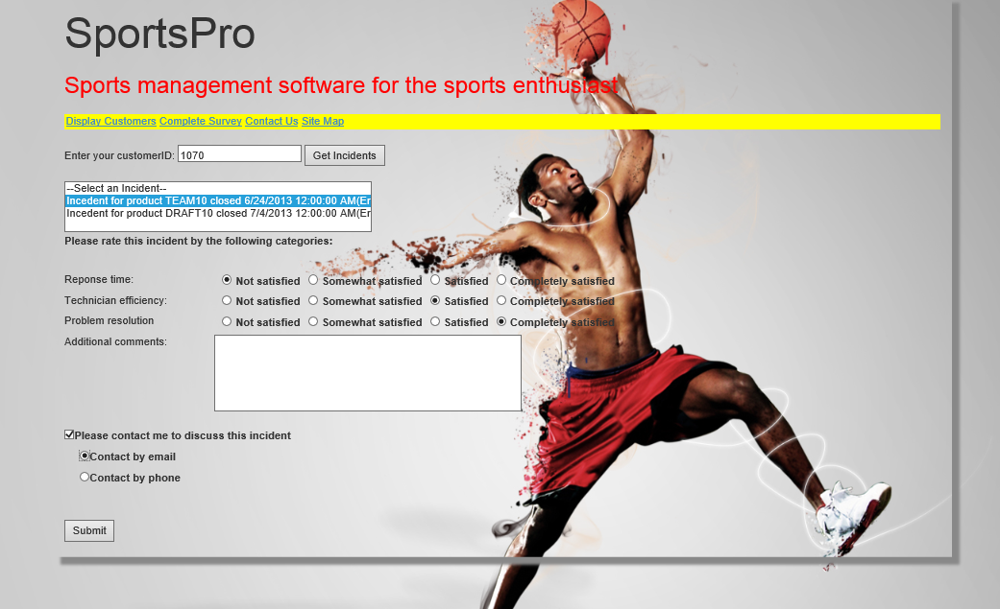 SportsPro
Sports management software for the sports enthusiast
Display Customers Complete Survey Contact Us Site Map
Enter your customerID: 1070 Get Incidents
--Select an Incident--
Incedent for product TEAM10 closed 6/24/2013 12:00:00 AM(Er
Incedent for product DRAFT10 closed 7/4/2013 12:00:00 AM(Er
Please rate this incident by the following categories:
Reponse time: Not satisfied Somewhat satisfied Satisfied Completely satisfied
Technician efficiency: Not satisfied Somewhat satisfied Satisfied Completely satisfied
Problem resolution Not satisfied Somewhat satisfied Satisfied Completely satisfied
Additional comments:
Please contact me to discuss this incident
Contact by email
Contact by phone
Submit